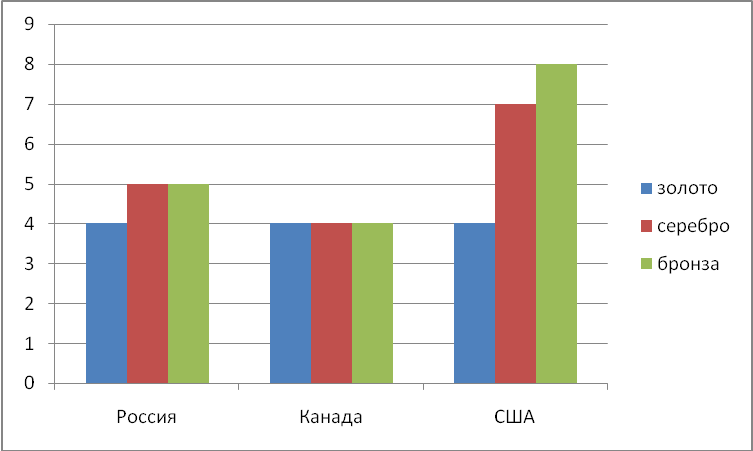 9
8
7
6
5
4
3
2
1
0
Россия
Канада
США
золото
серебро
бронза